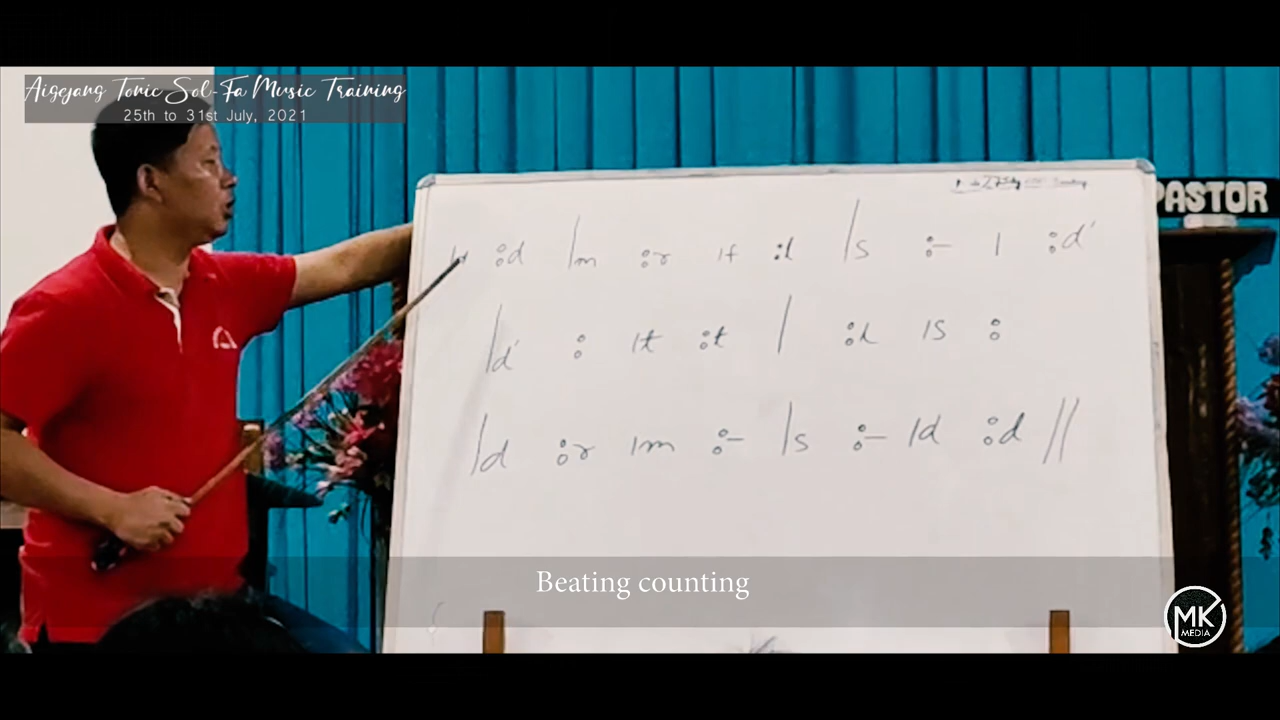 Aigejang Tonic Sol-Fa Music Training
25th to 31st July, 2021
PASTOR
:d |m :r |f :l |s :- | :d'
|d' : |t :t | :l |s :
|d :r |m :- |s :- |d :d ||
Beating counting
MK
MEDIA